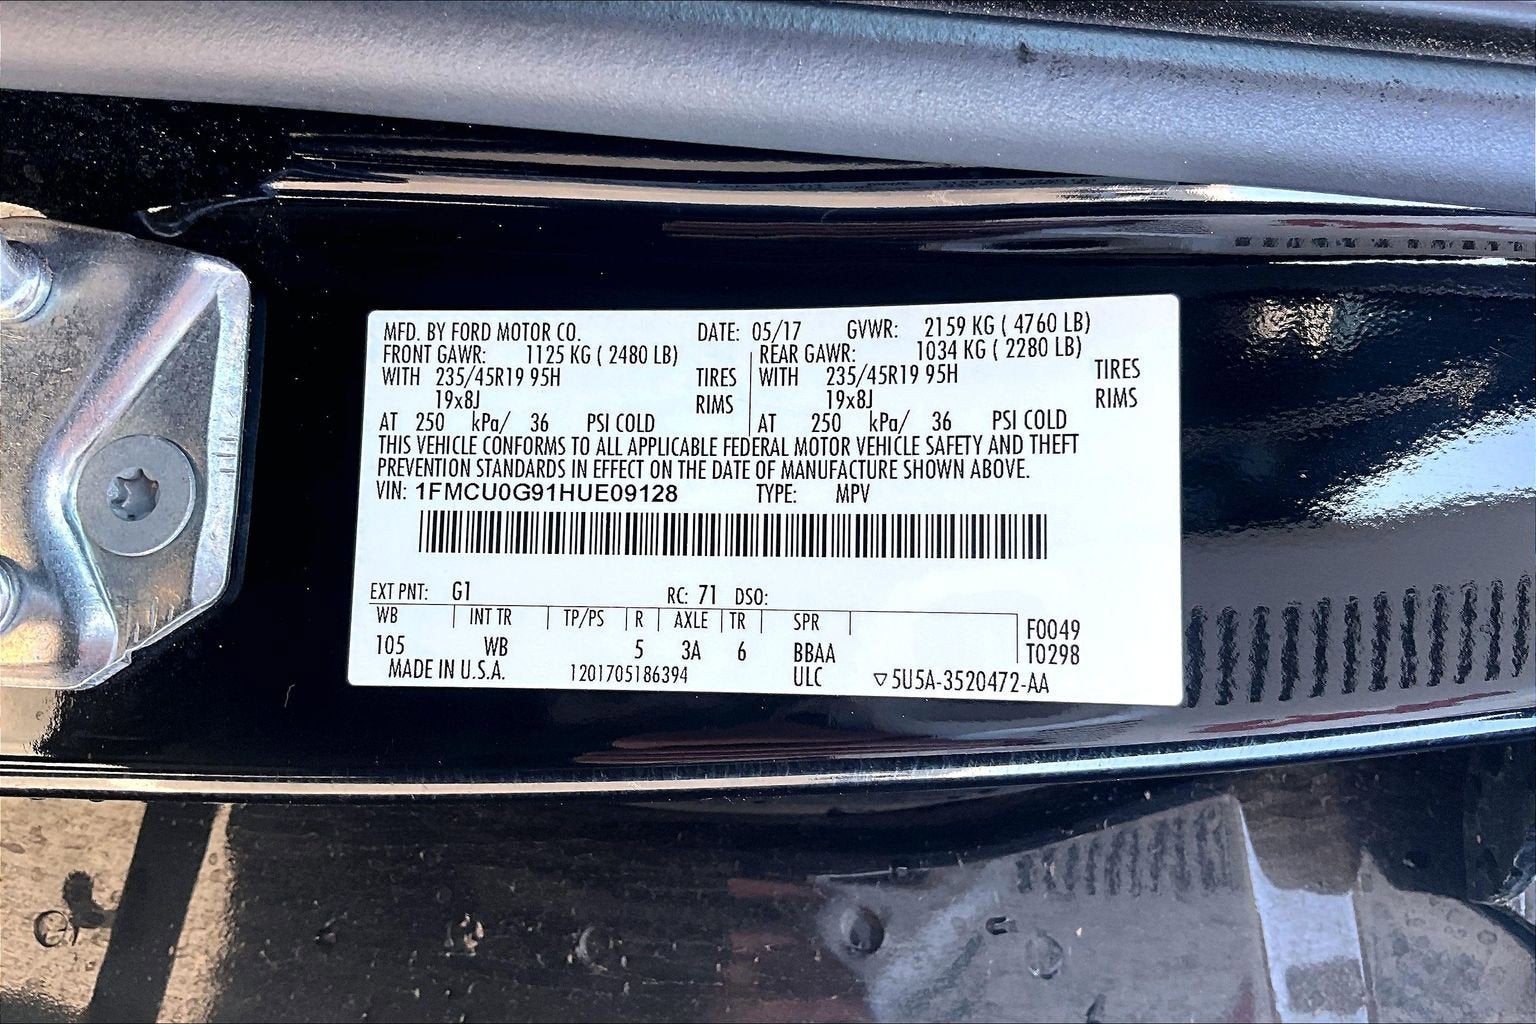 MFD. BY FORD MOTOR CO. DATE: 05/17 GVWR: 2159 KG ( 4760 LB)
FRONT GAWR: 1125 KG ( 2480 LB) REAR GAWR: 1034 KG ( 2280 LB)
WITH 235/45R19 95H TIRES WITH 235/45R19 95H TIRES
19x8J RIMS 19x8J RIMS
AT 250 kPa/ 36 PSI COLD AT 250 kPa/ 36 PSI COLD
THIS VEHICLE CONFORMS TO ALL APPLICABLE FEDERAL MOTOR VEHICLE SAFETY AND THEFT
PREVENTION STANDARDS IN EFFECT ON THE DATE OF MANUFACTURE SHOWN ABOVE.
VIN: 1FMCU0G91HUE09128 TYPE: MPV
EXT PNT: G1 RC: 71 DSO:
WB INT TR TP/PS R AXLE TR SPR F0049
105 WB 5 3A 6 BBAA T0298
MADE IN U.S.A. 1201705186394 ULC ▽5U5A-3520472-AA